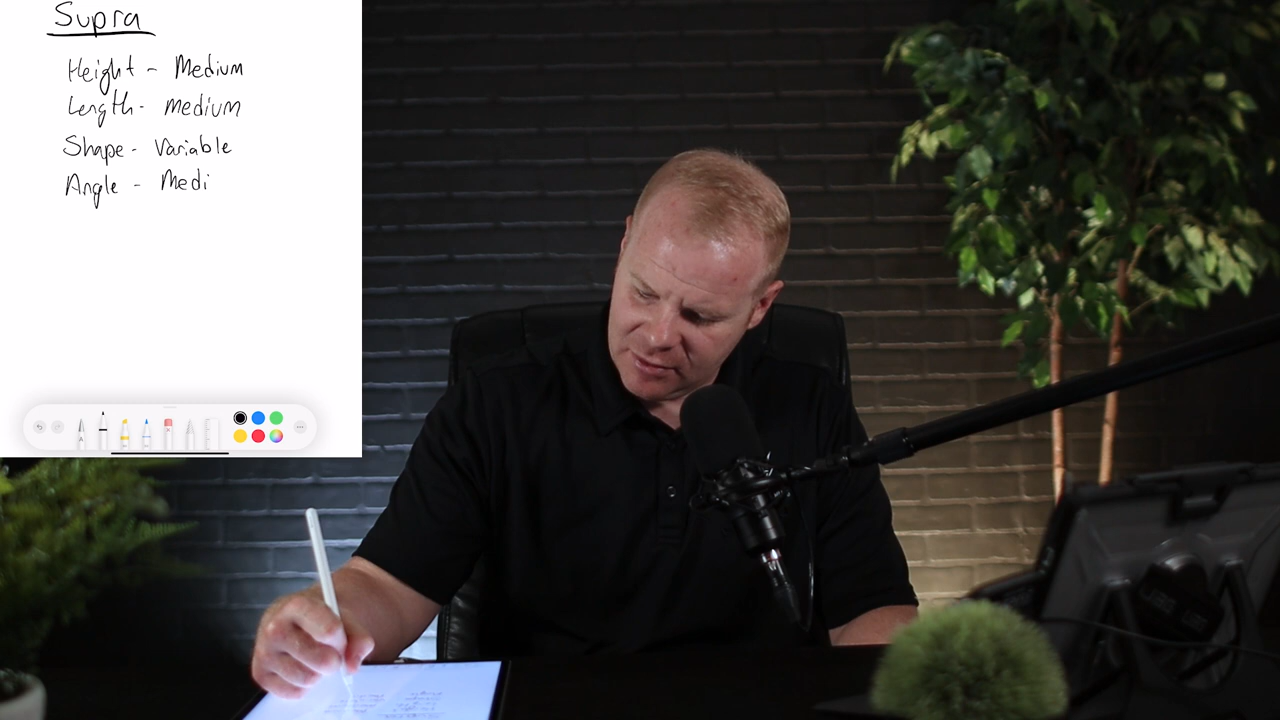 Supra
Height - Medium
Length- medium
Shape - Variable
Angle - Medi